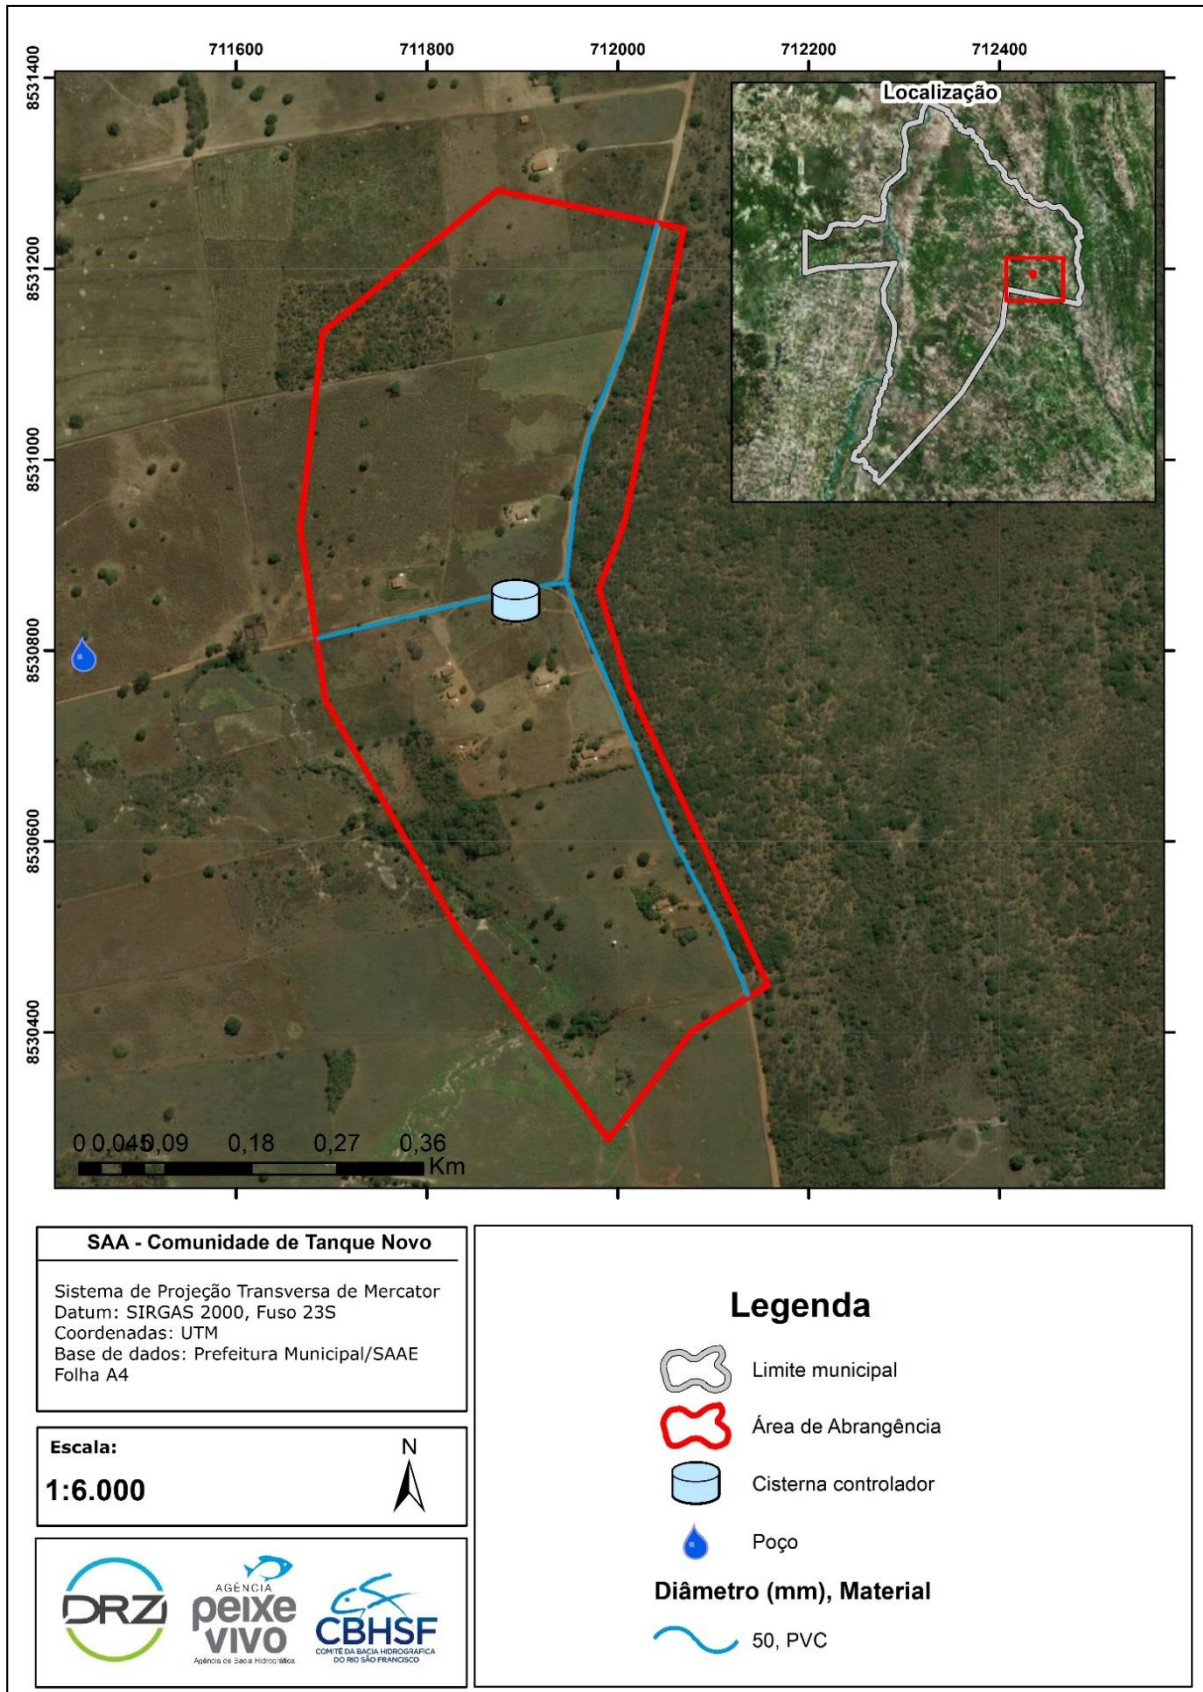 711600
711800
712000
712200
712400
8531400
8531200
8531000
8530800
8530600
8530400
Localização
0 0,045 0,09 0,18 0,27 0,36
Km
SAA - Comunidade de Tanque Novo
Sistema de Projeção Transversa de Mercator
Datum: SIRGAS 2000, Fuso 23S
Coordenadas: UTM
Base de dados: Prefeitura Municipal/SAAE
Folha A4
Escala:
1:6.000
N
DRZ
AGÊNCIA
peixe
vivo
Agência de Bacia Hidrográfica
CBHSF
COMITÊ DA BACIA HIDROGRÁFICA
DO RIO SÃO FRANCISCO
Legenda
Limite municipal
Área de Abrangência
Cisterna controlador
Poço
Diâmetro (mm), Material
50, PVC